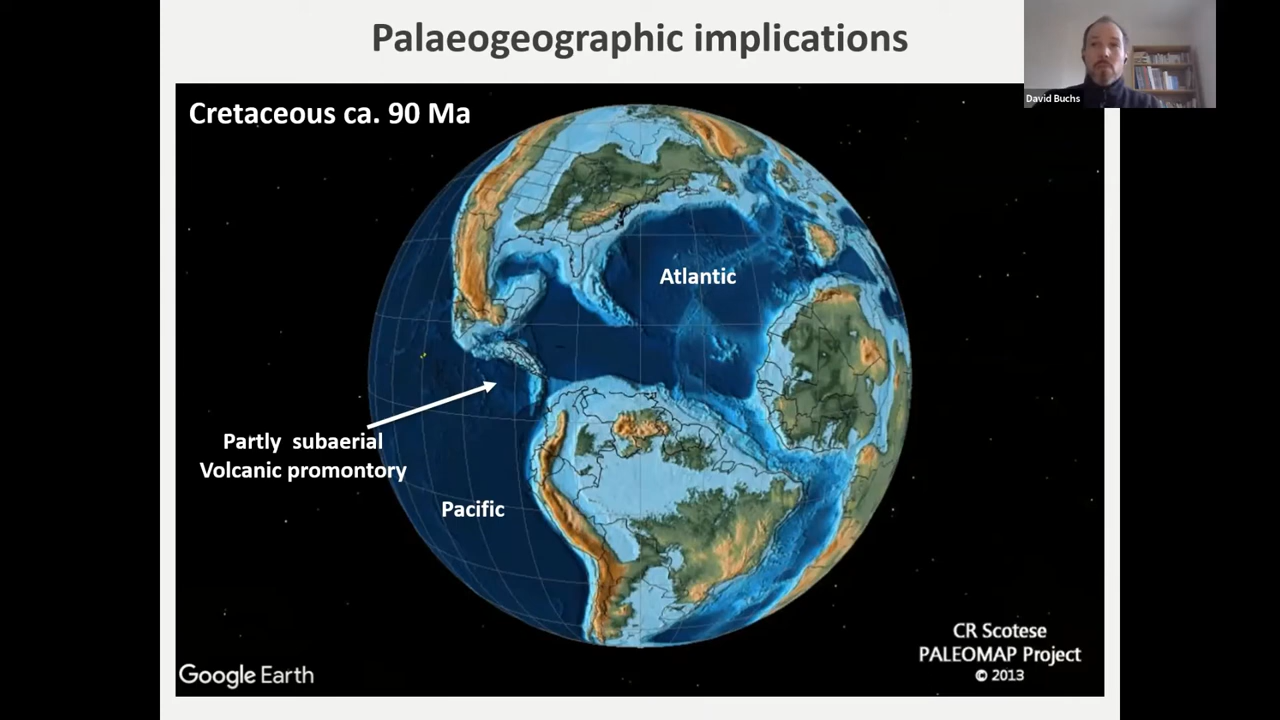 Palaeogeographic implications
David Buchs
Cretaceous ca. 90 Ma
Atlantic
Partly subaerial
Volcanic promontory
Pacific
CR Scotese
PALEOMAP Project
© 2013
Google Earth